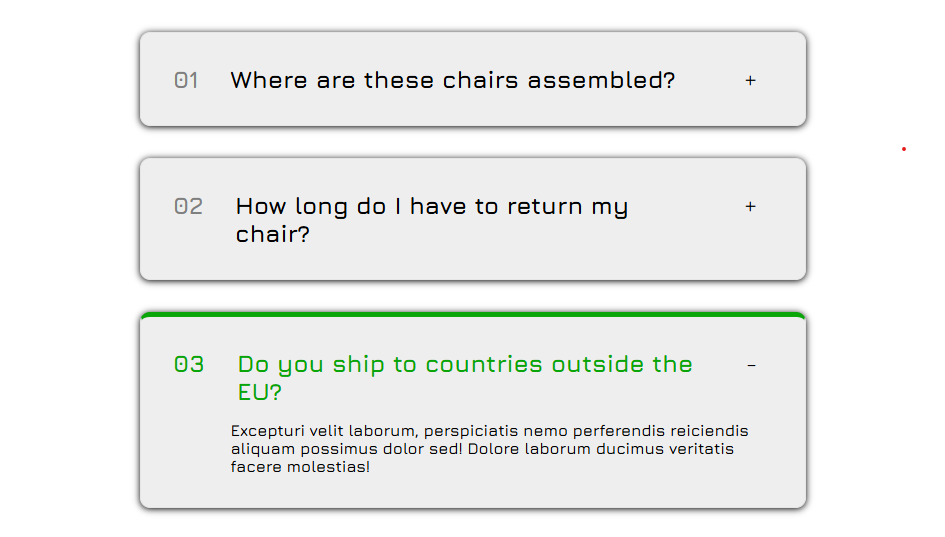 01 Where are these chairs assembled? +
02 How long do I have to return my +
chair?
03 Do you ship to countries outside the -
EU?
Excepturi velit laborum, perspiciatis nemo perferendis reiciendis
aliquam possimus dolor sed! Dolore laborum ducimus veritatis
facere molestias!